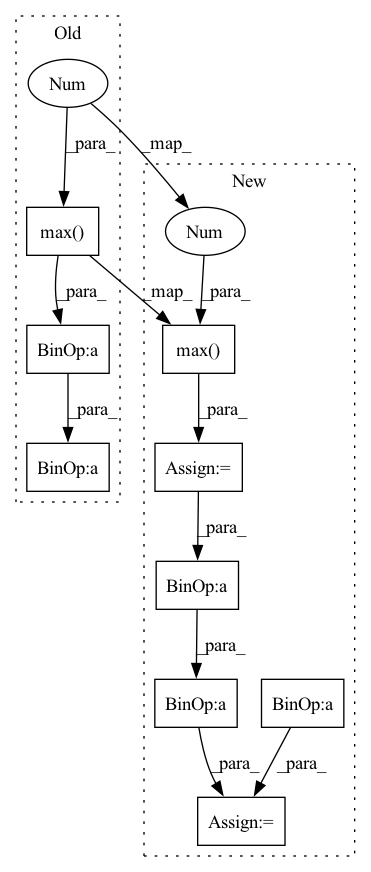 Old
Num
_para_
_map_
New
max()
Num
_para_
_map_
_para_
BinOp:a
max()
_para_
_para_
BinOp:a
Assign:=
_para_
BinOp:a
_para_
BinOp:a
BinOp:a
_para_
_para_
Assign:=